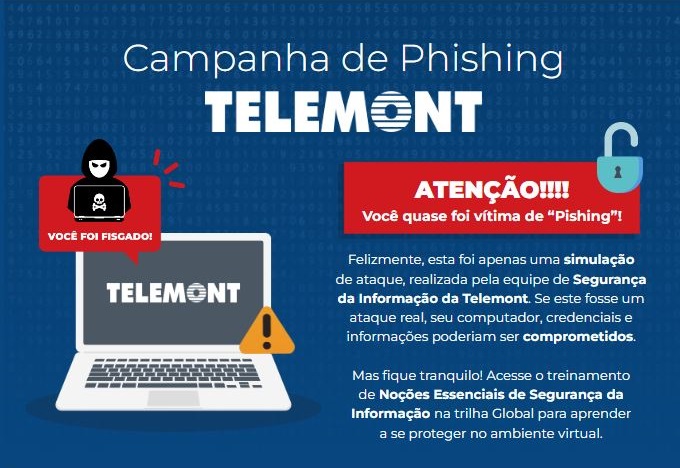 Campanha de Phishing
TELEMONT
VOCÊ FOI FISGADO!
TELEMONT
ATENÇÃO!!!!
Você quase foi vítima de “Pishing”!
Felizmente, esta foi apenas uma simulação
de ataque, realizada pela equipe de Segurança
da Informação da Telemont. Se este fosse um
ataque real, seu computador, credenciais e
informações poderiam ser comprometidos.
Mas fique tranquilo! Acesse o treinamento
de Noções Essenciais de Segurança da
Informação na trilha Global para aprender
a se proteger no ambiente virtual.